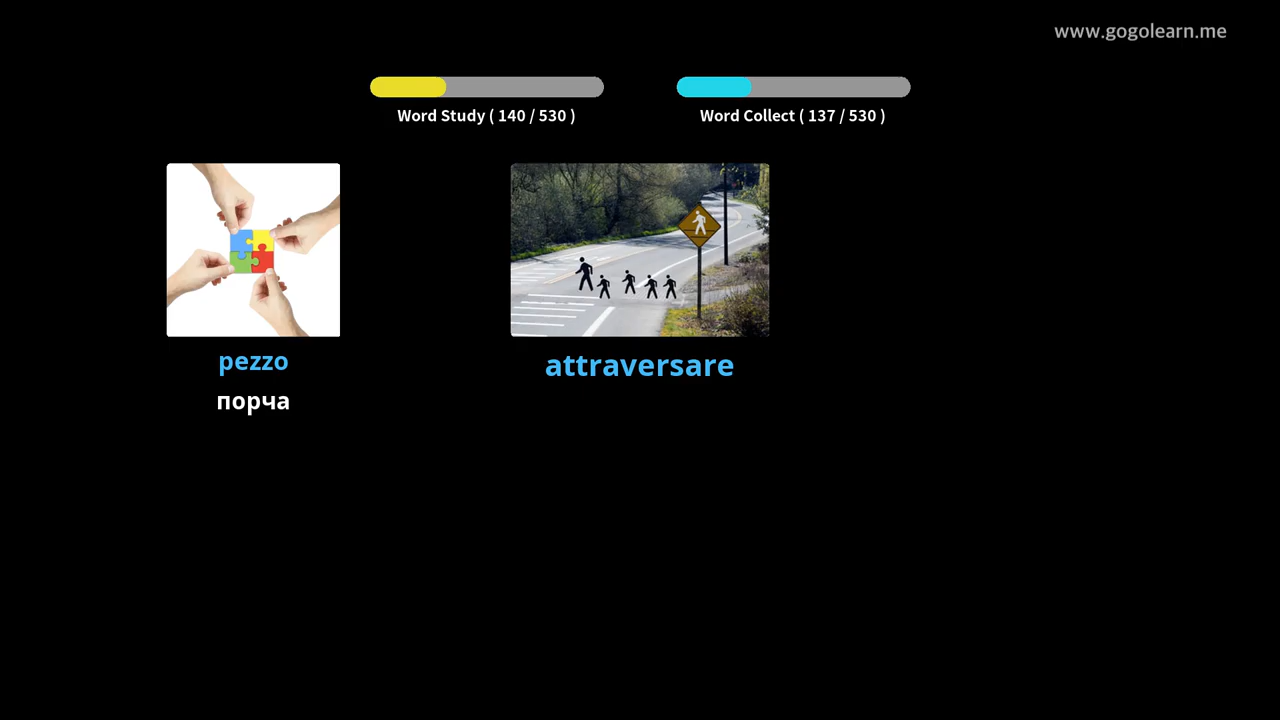 www.gogolearn.me
Word Study ( 140 / 530 )
Word Collect ( 137 / 530 )
pezzo
порча
attraversare